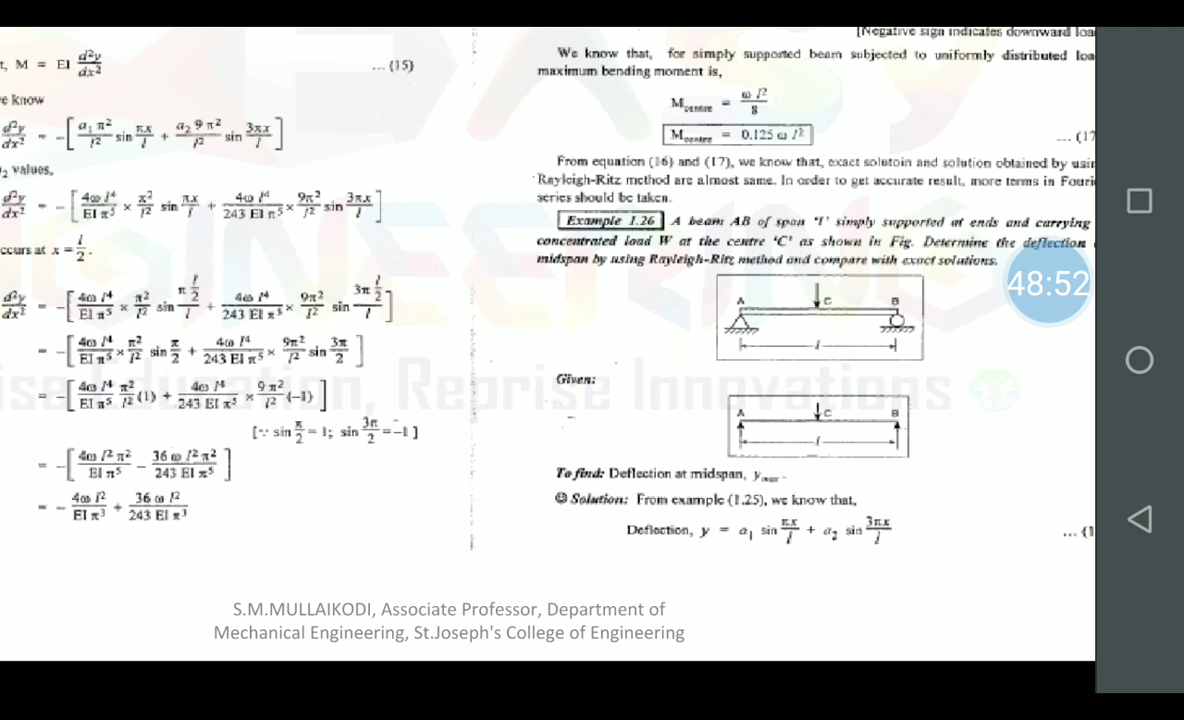 t, M = EI d²y/dx² ... (15)
e know
d²y/dx² = -[ a₁ π²/l² sin πx/l + a₂ 9 π²/l² sin 3πx/l ]
₂ values,
d²y/dx² = -[ 4ω l⁴/EI π⁵ × π²/l² sin πx/l + 4ω l⁴/243 EI π⁵ × 9π²/l² sin 3πx/l ]
ccurs at x = l/2 .
d²y/dx² = -[ 4ω l⁴/EI π⁵ × π²/l² sin π l/2 / l + 4ω l⁴/243 EI π⁵ × 9π²/l² sin 3π l/2 / l ]
= -[ 4ω l⁴/EI π⁵ × π²/l² sin π/2 + 4ω l⁴/243 EI π⁵ × 9π²/l² sin 3π/2 ]
= -[ 4ω l⁴/EI π⁵ π²/l² (1) + 4ω l⁴/243 EI π⁵ × 9 π²/l² (-1) ]
[∵ sin π/2 = 1; sin 3π/2 = -1 ]
= -[ 4ω l² π²/EI π⁵ - 36 ω l² π²/243 EI π⁵ ]
= - 4ω l²/EI π³ + 36 ω l²/243 EI π³
[Negative sign indicates downward loa
We know that, for simply supported beam subjected to uniformly distributed loa
maximum bending moment is,
M centre = ω l²/8
M centre = 0.125 ω l² ... (17
From equation (16) and (17), we know that, exact solutoin and solution obtained by usin
Rayleigh-Ritz method are almost same. In order to get accurate result, more terms in Fouri
series should be taken.
Example 1.26 A beam AB of span 'l' simply supported at ends and carrying
concentrated load W at the centre 'C' as shown in Fig. Determine the deflection
midspan by using Rayleigh-Ritz method and compare with exact solutions.
48:52
A C B
l
Given:
A C B
l
To find: Deflection at midspan, y max .
☺ Solution: From example (1.25), we know that,
Deflection, y = a₁ sin πx/l + a₂ sin 3πx/l ... (1
ise Education, Reprise Innovations
S.M.MULLAIKODI, Associate Professor, Department of
Mechanical Engineering, St.Joseph's College of Engineering